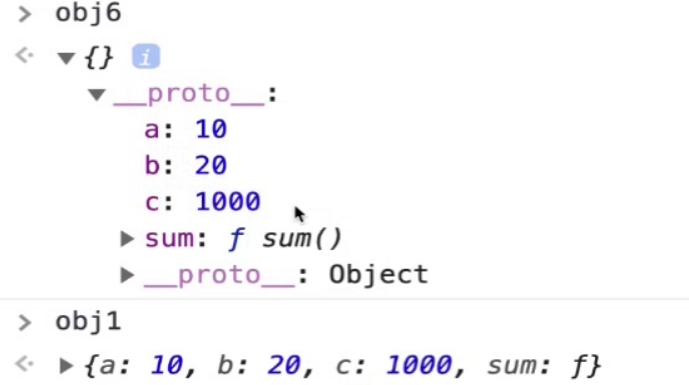 > obj6
<· ▼ {} i
▼ __proto__:
a: 10
b: 20
c: 1000
▶ sum: ƒ sum()
▶ __proto__: Object
> obj1
<· ▶ {a: 10, b: 20, c: 1000, sum: ƒ}